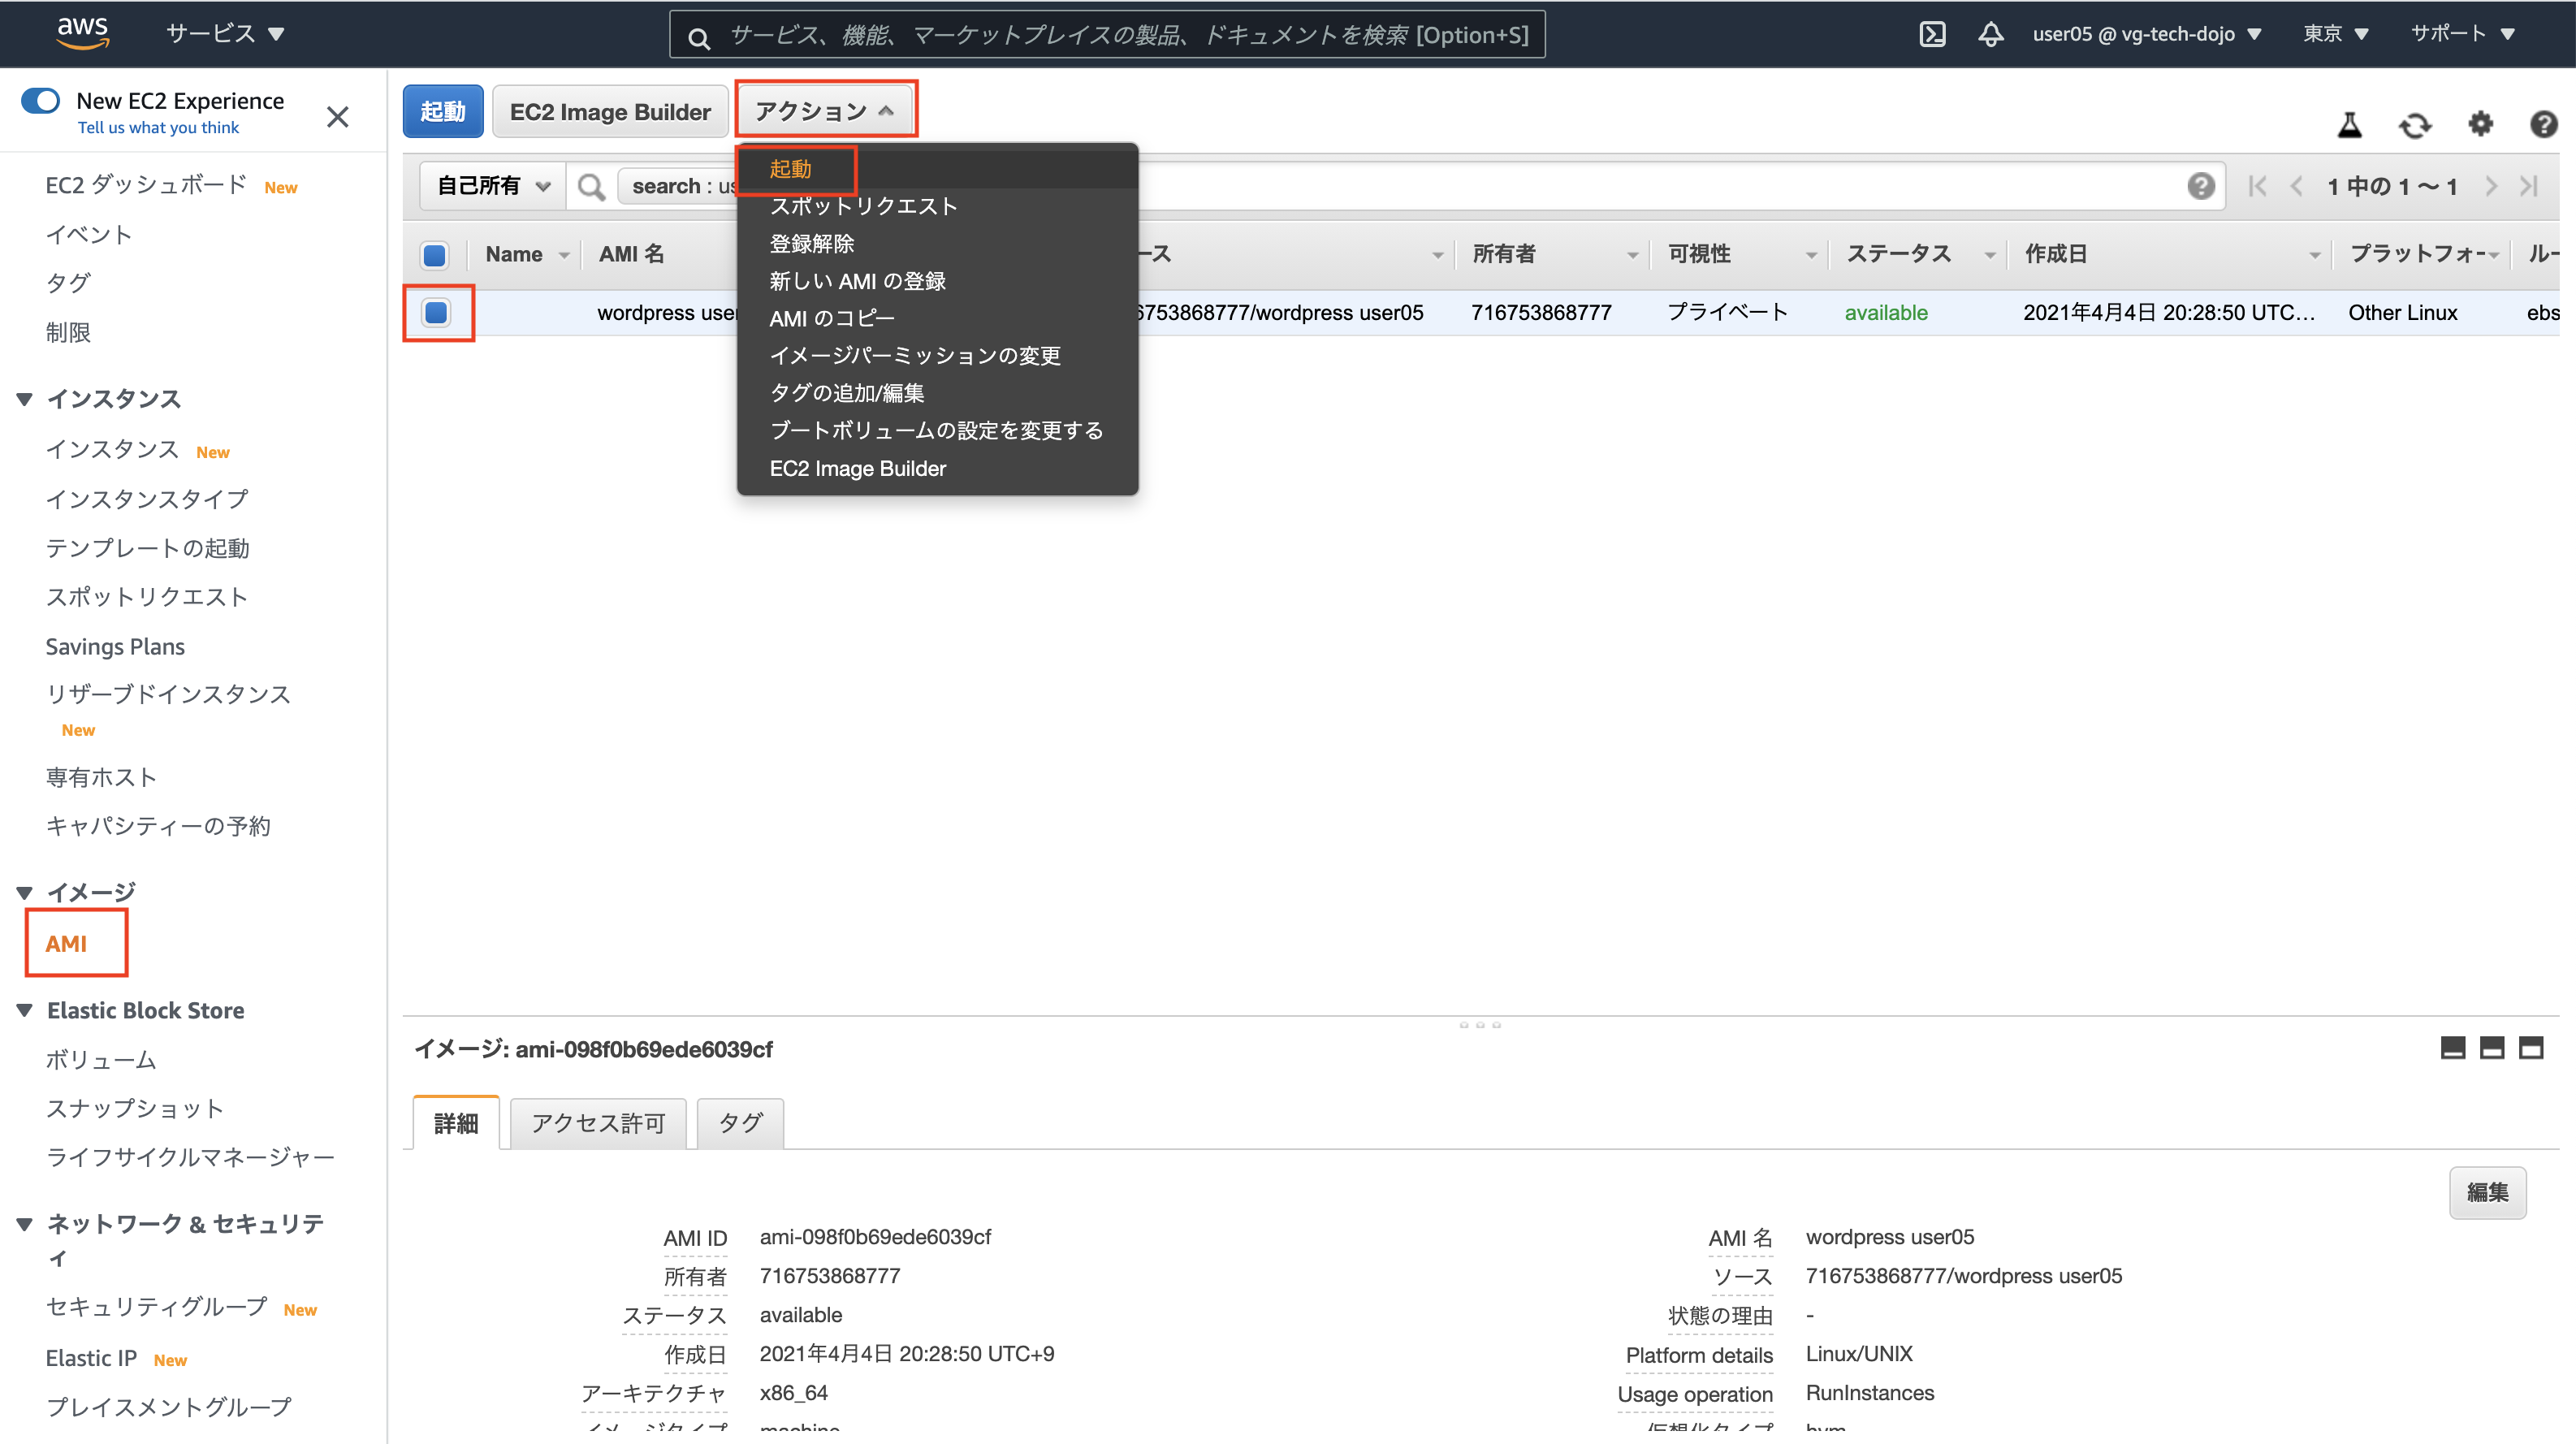 aws サービス サービス、機能、マーケットプレイスの製品、ドキュメントを検索 [Option+S] user05 @ vg-tech-dojo 東京 サポート
New EC2 Experience
Tell us what you think
EC2 ダッシュボード New
イベント
タグ
制限
インスタンス
インスタンス New
インスタンスタイプ
テンプレートの起動
スポットリクエスト
Savings Plans
リザーブドインスタンス
New
専有ホスト
キャパシティーの予約
イメージ
AMI
Elastic Block Store
ボリューム
スナップショット
ライフサイクルマネージャー
ネットワーク & セキュリテ
ィ
セキュリティグループ New
Elastic IP New
プレイスメントグループ
起動 EC2 Image Builder アクション
自己所有 search : us 1 中の 1 ～ 1
起動
スポットリクエスト
登録解除
新しい AMI の登録
AMI のコピー
イメージパーミッションの変更
タグの追加/編集
ブートボリュームの設定を変更する
EC2 Image Builder
Name AMI 名 ース 所有者 可視性 ステータス 作成日 プラットフォー ルー
wordpress user 6753868777/wordpress user05 716753868777 プライベート available 2021年4月4日 20:28:50 UTC... Other Linux ebs
イメージ: ami-098f0b69ede6039cf
詳細 アクセス許可 タグ
編集
AMI ID ami-098f0b69ede6039cf AMI 名 wordpress user05
所有者 716753868777 ソース 716753868777/wordpress user05
ステータス available 状態の理由 -
作成日 2021年4月4日 20:28:50 UTC+9 Platform details Linux/UNIX
アーキテクチャ x86_64 Usage operation RunInstances
イメージタイプ machine 仮想化タイプ hvm